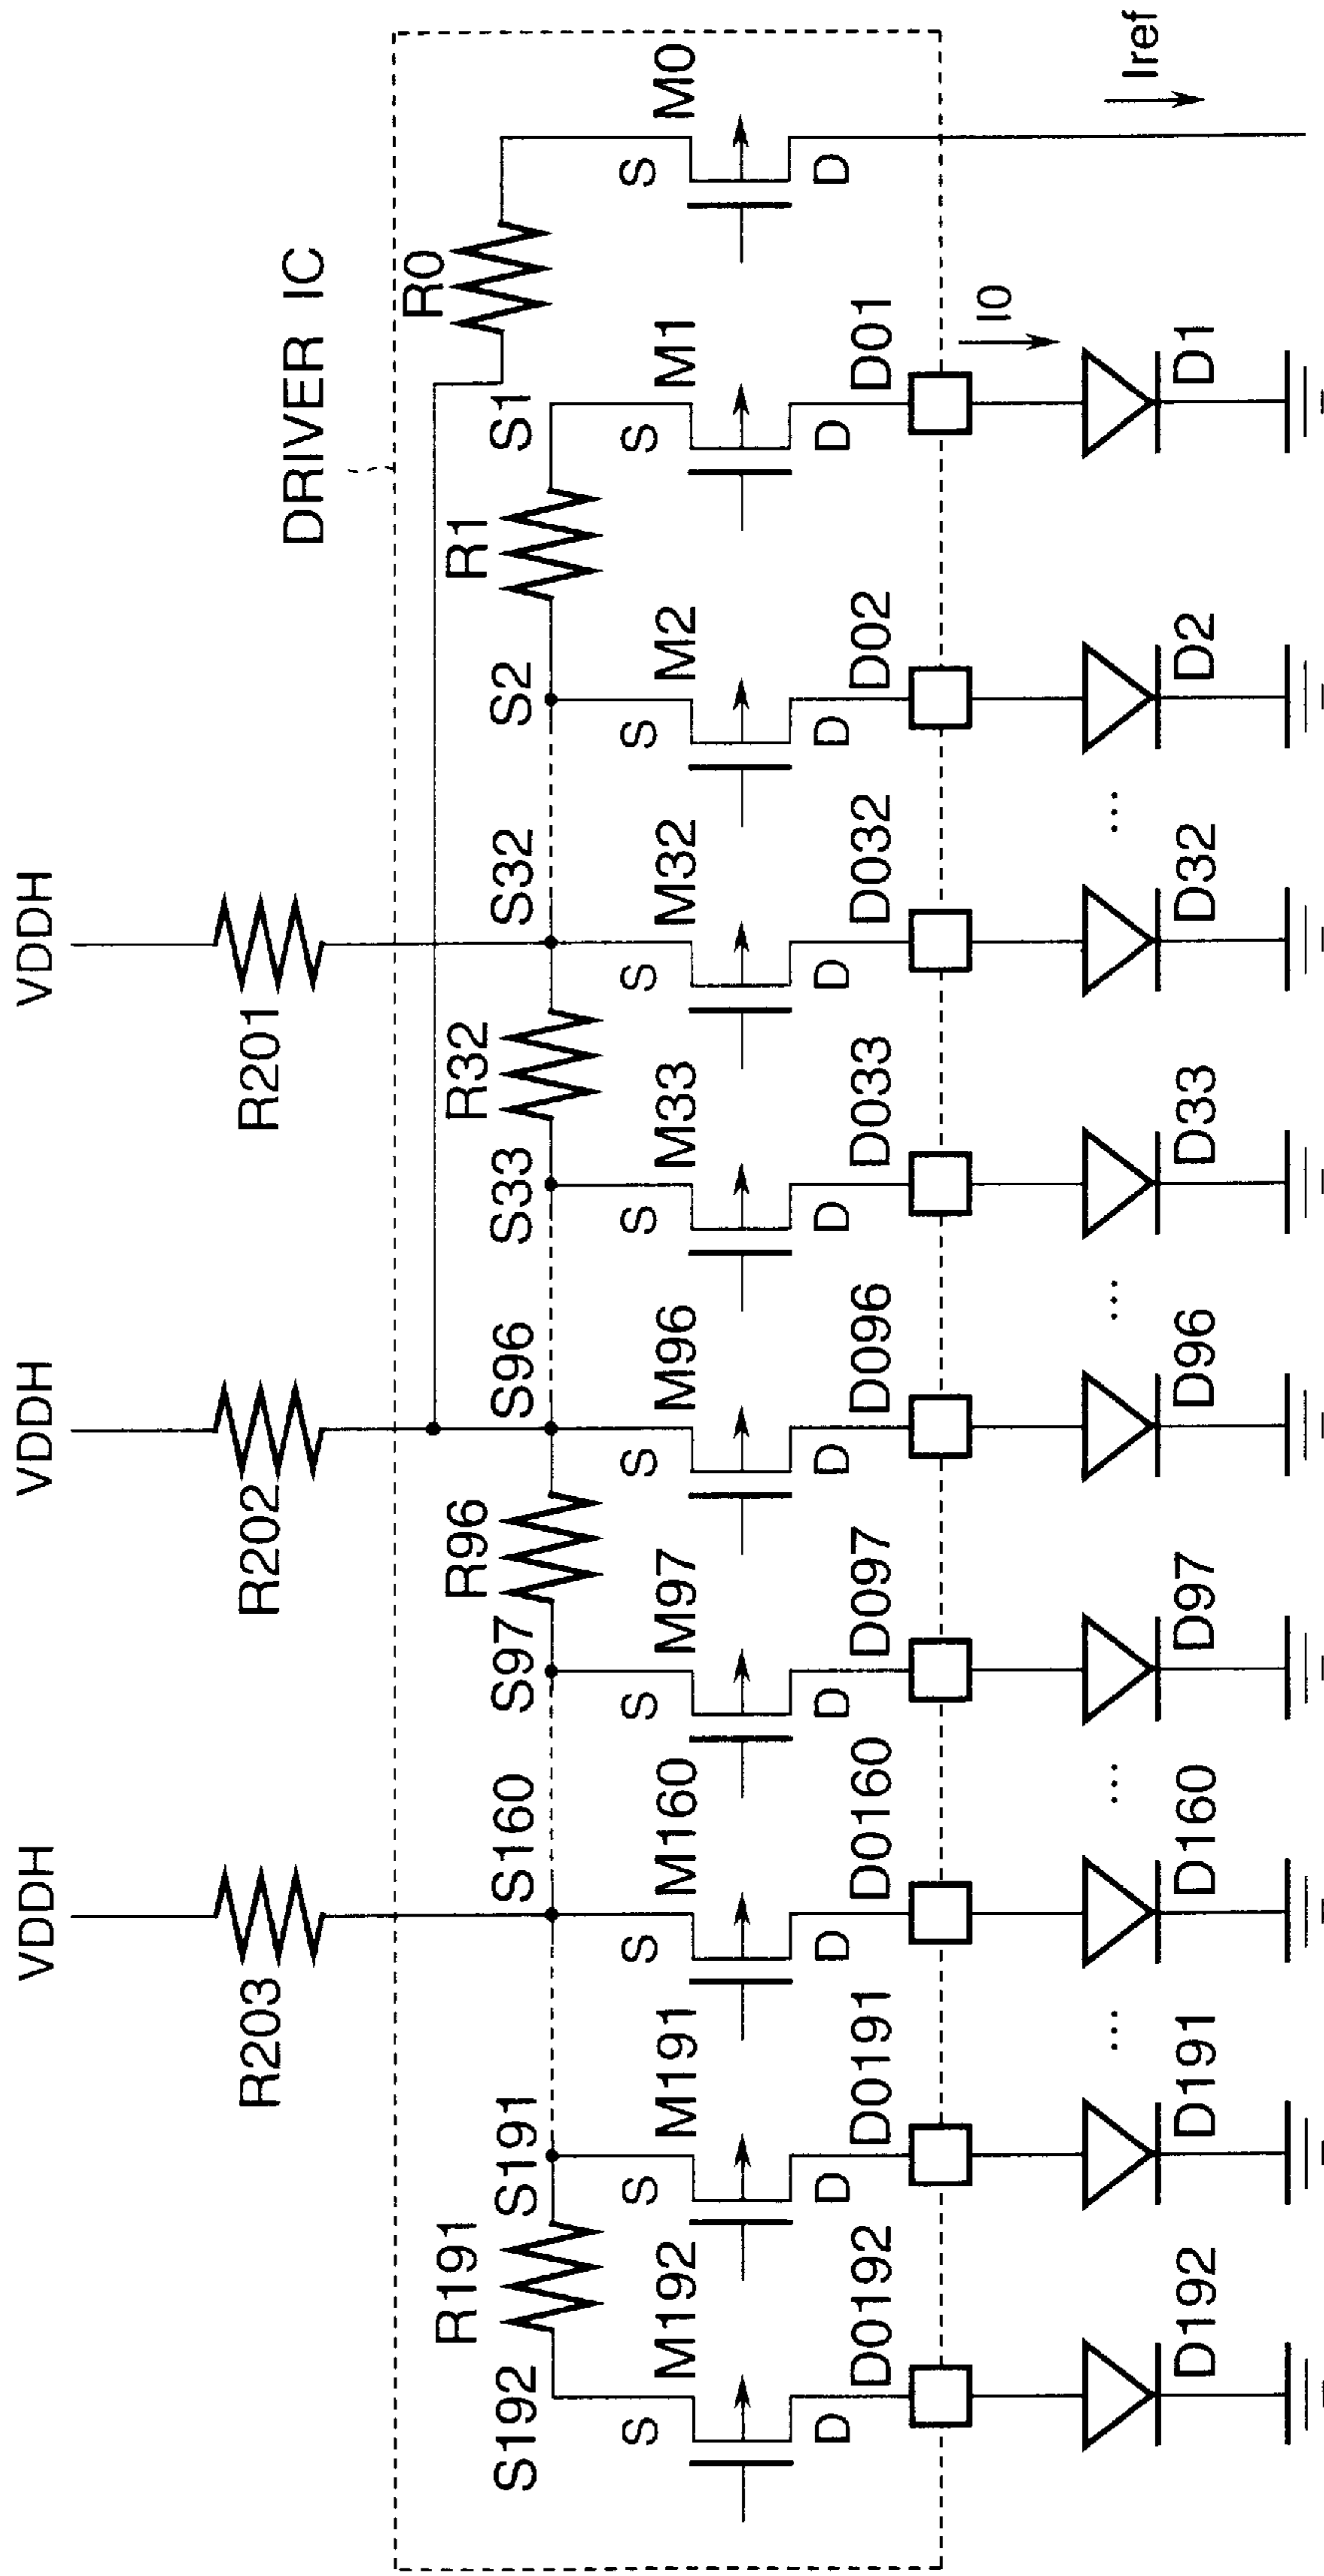 VDDH VDDH VDDH
R203 R202 R201
DRIVER IC
R191 R96 R32 R1 R0
S192 S191 S160 S97 S96 S33 S32 S2 S1
S S S S S S S S S S
M192 M191 M160 M97 M96 M33 M32 M2 M1 M0
D D D D D D D D D D
D0192 D0191 D0160 D097 D096 D033 D032 D02 D01
I0 Iref
... ... ... ...
D192 D191 D160 D97 D96 D33 D32 D2 D1